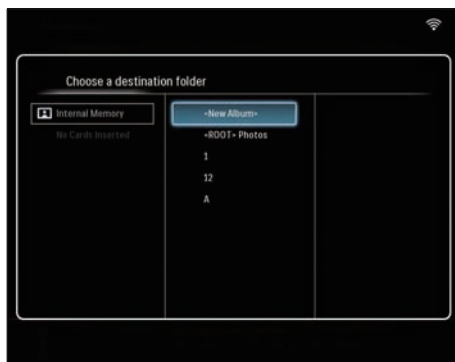 Choose a destination folder
Internal Memory
No Cards Inserted
<New Album>
<ROOT> Photos
1
12
A